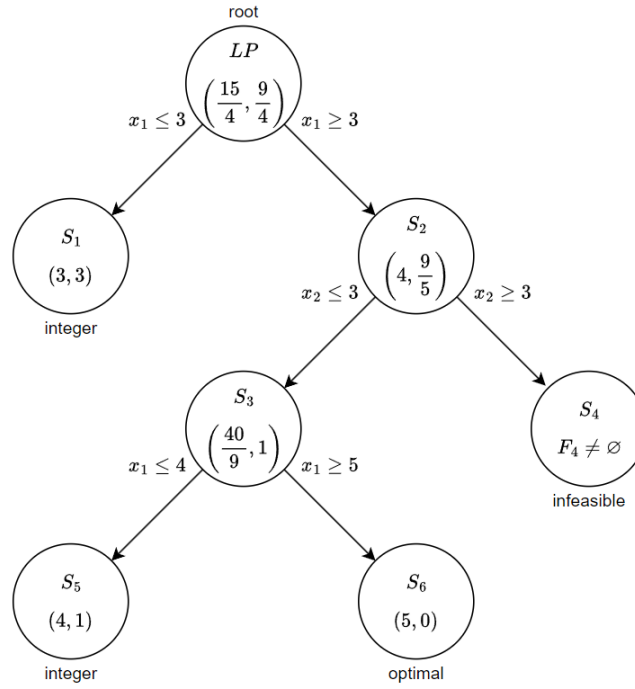 root
LP
(15/4, 9/4)
x₁ ≤ 3
x₁ ≥ 3
S₁
(3, 3)
integer
S₂
(4, 9/5)
x₂ ≤ 3
x₂ ≥ 3
S₃
(40/9, 1)
x₁ ≤ 4
x₁ ≥ 5
S₄
F₄ ≠ ∅
infeasible
S₅
(4, 1)
integer
S₆
(5, 0)
optimal